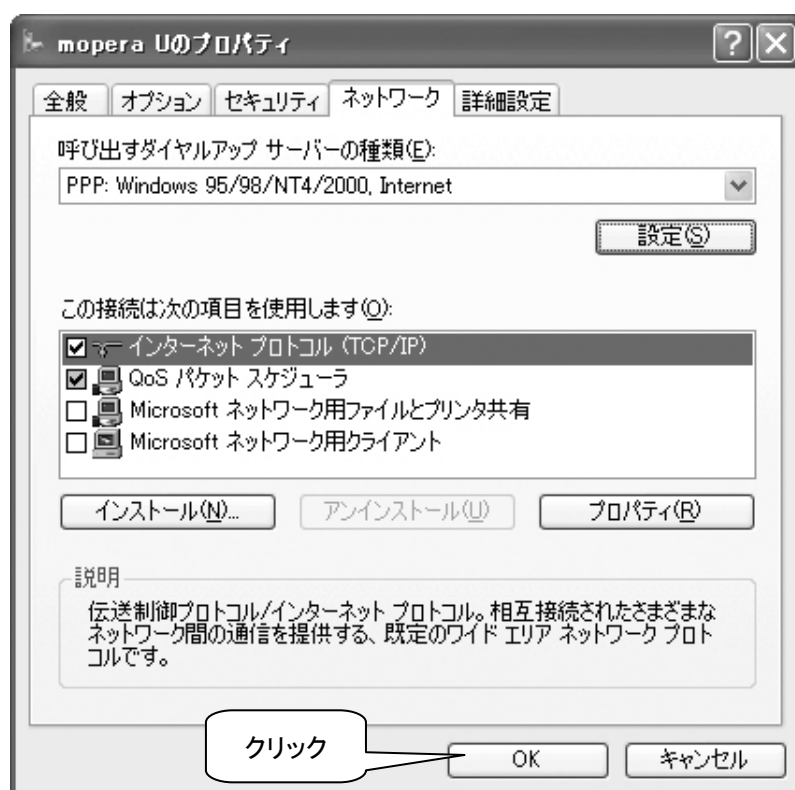 mopera Uのプロパティ
全般 オプション セキュリティ ネットワーク 詳細設定
呼び出すダイヤルアップ サーバーの種類(E):
PPP: Windows 95/98/NT4/2000, Internet
設定(S)
この接続は次の項目を使用します(O):
インターネット プロトコル (TCP/IP)
QoS パケット スケジューラ
Microsoft ネットワーク用ファイルとプリンタ共有
Microsoft ネットワーク用クライアント
インストール(N)... アンインストール(U) プロパティ(R)
説明
伝送制御プロトコル/インターネット プロトコル。相互接続されたさまざまな
ネットワーク間の通信を提供する、既定のワイド エリア ネットワーク プロト
コルです。
クリック
OK キャンセル